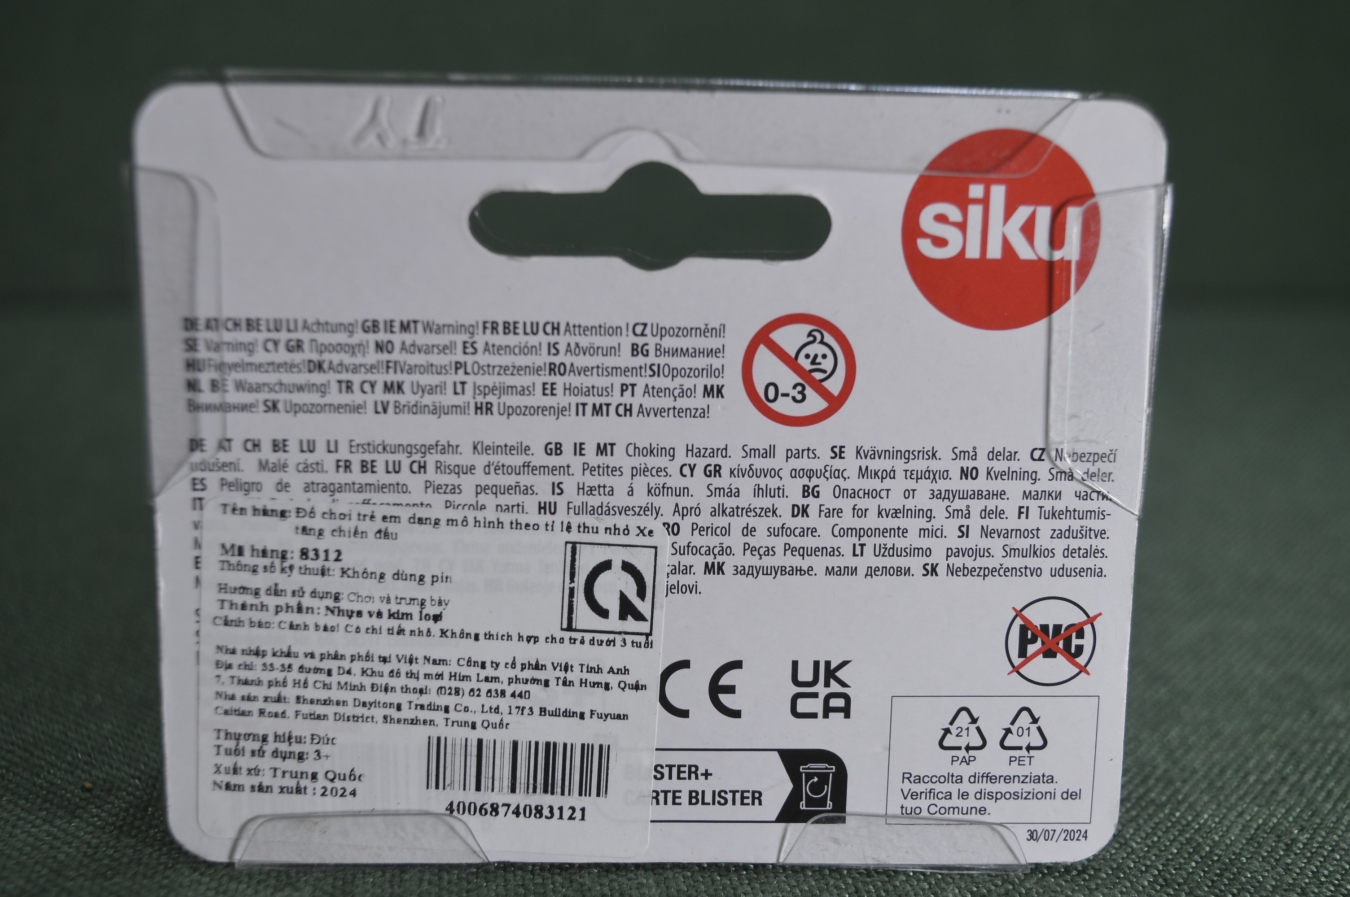 siku
DE AT CH BE LU LI Achtung! GB IE MT Warning! FR BE LU CH Attention ! CZ Upozornění!
SE Varning! CY GR Προσοχή! NO Advarsel! ES Atención! IS Aðvörun! BG Внимание!
HU Figyelmeztetés! DK Advarsel! FI Varoitus! PL Ostrzeżenie! RO Avertisment! SI Opozorilo!
NL BE Waarschuwing! TR CY MK Uyarı! LT Įspėjimas! EE Hoiatus! PT Atenção! MK
Внимание! SK Upozornenie! LV Brīdinājumi! HR Upozorenje! IT MT CH Avvertenza!
0-3
DE AT CH BE LU LI Erstickungsgefahr. Kleinteile. GB IE MT Choking Hazard. Small parts. SE Kvävningsrisk. Små delar. CZ Nebezpečí
udušení. Malé cásti. FR BE LU CH Risque d'étouffement. Petites pièces. CY GR κίνδυνος ασφυξίας. Μικρά τεμάχιο. NO Kvelning. Små deler.
ES Peligro de atragantamiento. Piezas pequeñas. IS Hætta á köfnun. Smáa íhluti. BG Опасност от задушаване. малки части.
IT Piccole parti. HU Fulladásveszély. Apró alkatrészek. DK Fare for kvælning. Små dele. FI Tukehtumis-
RO Pericol de sufocare. Componente mici. SI Nevarnost zadušitve.
Sufocação. Peças Pequenas. LT Uždusimo pavojus. Smulkios detalės.
çalar. MK задушување. мали делови. SK Nebezpečenstvo udusenia.
jelovi.
Tên hàng: Đồ chơi trẻ em dạng mô hình theo tỉ lệ thu nhỏ Xe
tăng chiến đấu
Mã hàng: 8312
Thông số kỹ thuật: Không dùng pin
Hướng dẫn sử dụng: Chơi và trưng bày
Thành phần: Nhựa và kim loại
Cảnh báo: Cảnh báo! Có chi tiết nhỏ. Không thích hợp cho trẻ dưới 3 tuổi
Nhà nhập khẩu và phân phối tại Việt Nam: Công ty cổ phần Việt Tinh Anh
Địa chỉ: 33-35 đường D4, Khu đô thị mới Him Lam, phường Tân Hưng, Quận
7, Thành phố Hồ Chí Minh Điện thoại: (028) 62 638 440
Nhà sản xuất: Shenzhen Dayitong Trading Co., Ltd, 17F3 Building Fuyuan
Caitian Road, Futian District, Shenzhen, Trung Quốc
Thương hiệu: Đức
Tuổi sử dụng: 3+
Xuất xứ: Trung Quốc
Năm sản xuất : 2024
4006874083121
CE
UK
CA
PVC
STER+
RTE BLISTER
21
PAP
01
PET
Raccolta differenziata.
Verifica le disposizioni del
tuo Comune.
30/07/2024